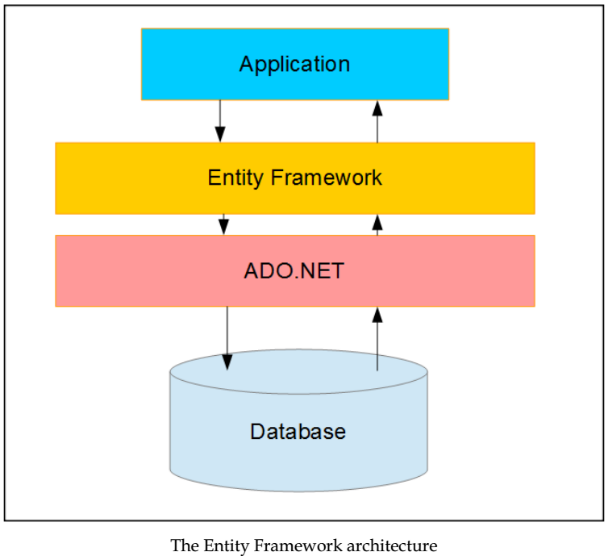 Application
Entity Framework
ADO.NET
Database
The Entity Framework architecture